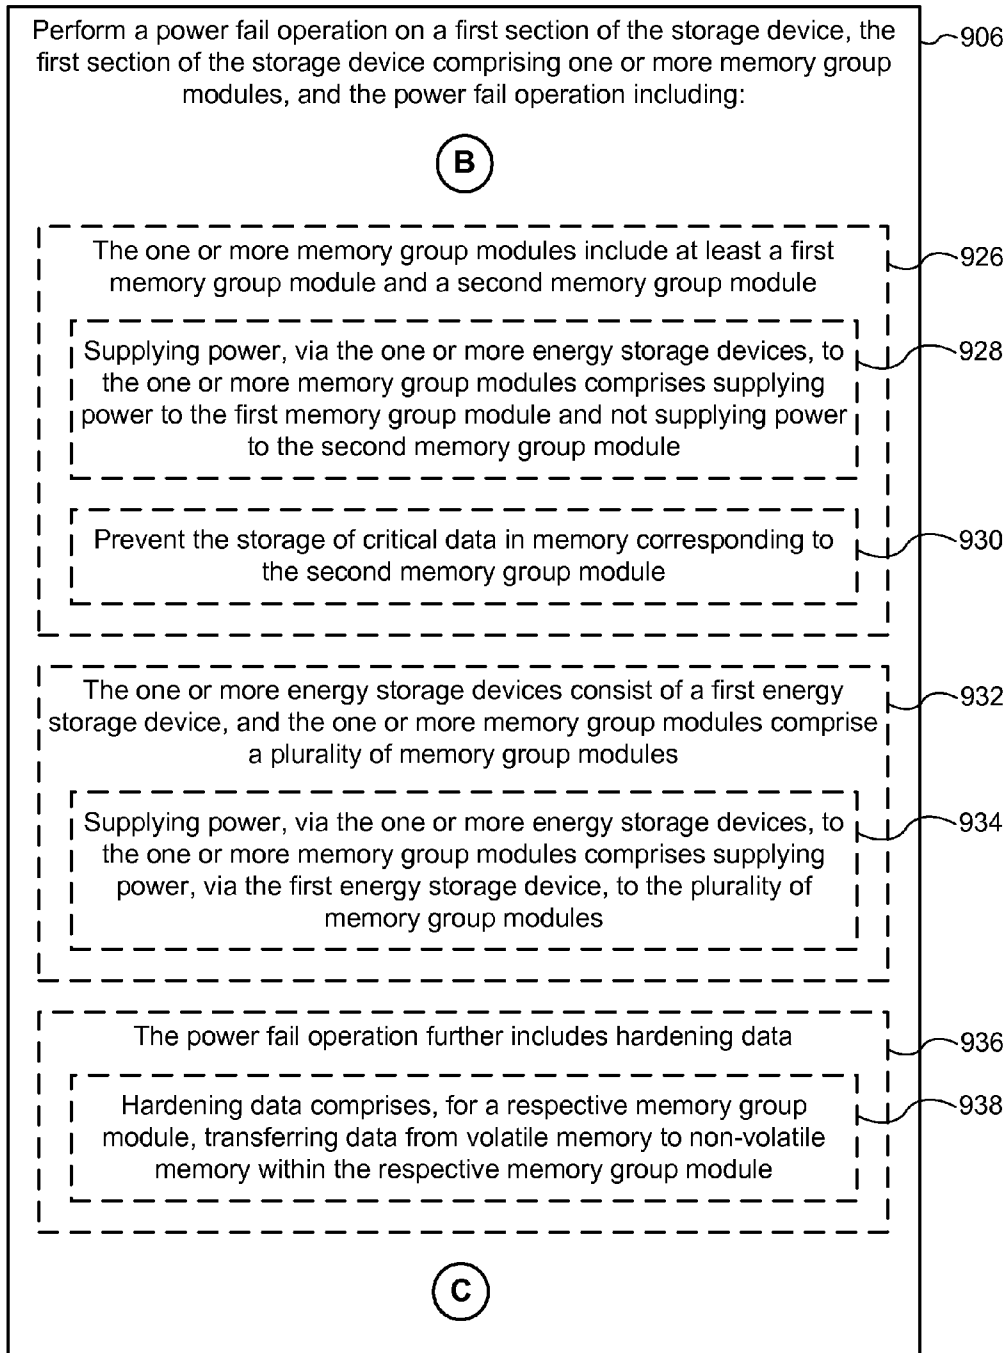 Perform a power fail operation on a first section of the storage device, the
first section of the storage device comprising one or more memory group
modules, and the power fail operation including:
906
B
The one or more memory group modules include at least a first
memory group module and a second memory group module
926
Supplying power, via the one or more energy storage devices, to
the one or more memory group modules comprises supplying
power to the first memory group module and not supplying power
to the second memory group module
928
Prevent the storage of critical data in memory corresponding to
the second memory group module
930
The one or more energy storage devices consist of a first energy
storage device, and the one or more memory group modules comprise
a plurality of memory group modules
932
Supplying power, via the one or more energy storage devices, to
the one or more memory group modules comprises supplying
power, via the first energy storage device, to the plurality of
memory group modules
934
The power fail operation further includes hardening data
936
Hardening data comprises, for a respective memory group
module, transferring data from volatile memory to non-volatile
memory within the respective memory group module
938
C